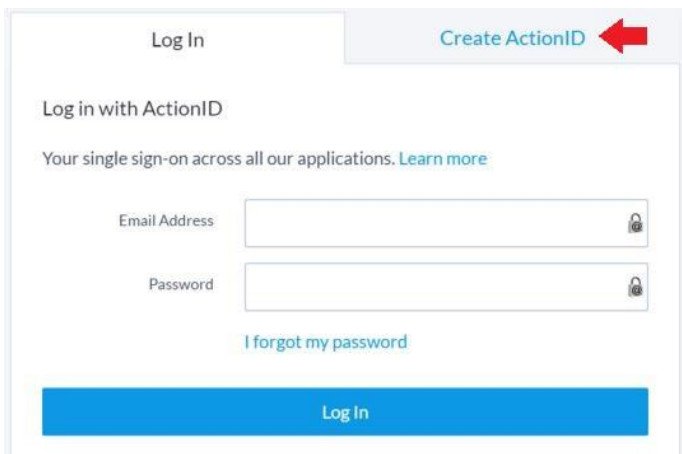 Log In
Create ActionID
Log in with ActionID
Your single sign-on across all our applications. Learn more
Email Address
Password
I forgot my password
Log In